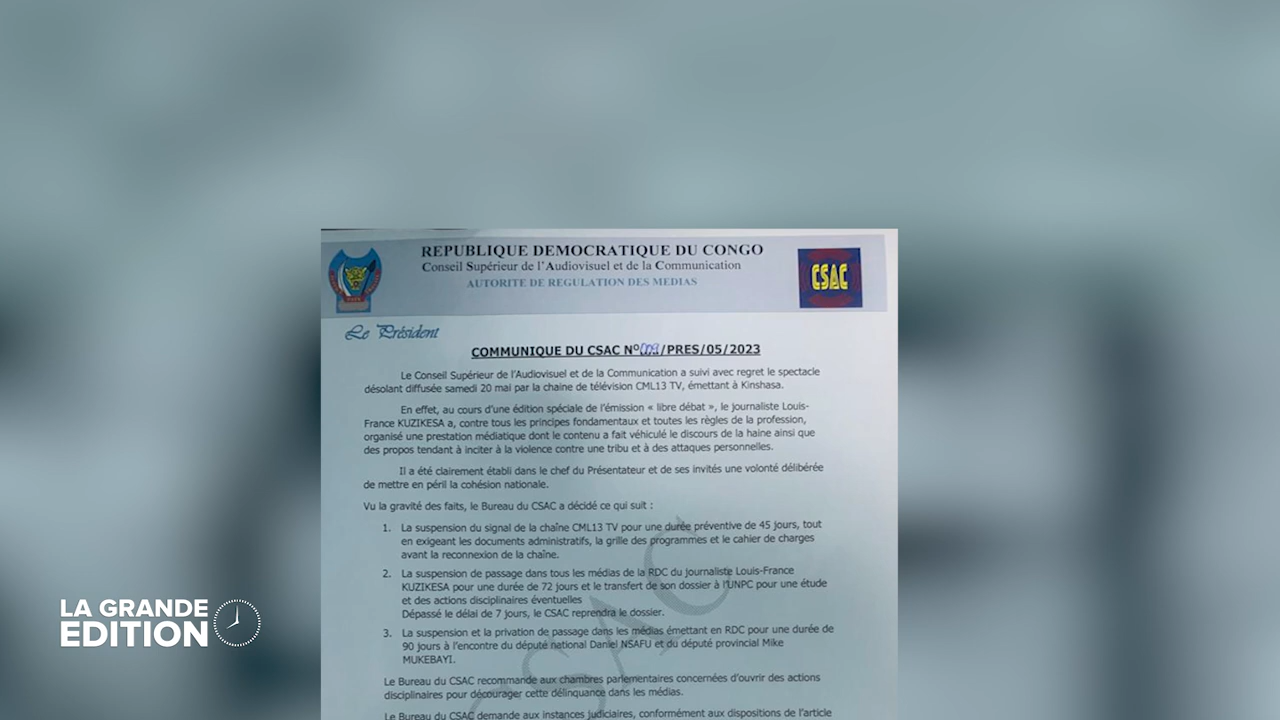 REPUBLIQUE DEMOCRATIQUE DU CONGO
Conseil Supérieur de l'Audiovisuel et de la Communication
AUTORITE DE REGULATION DES MEDIAS
CSAC
Le Président
COMMUNIQUE DU CSAC N°009/PRES/05/2023
Le Conseil Supérieur de l'Audiovisuel et de la Communication a suivi avec regret le spectacle
désolant diffusée samedi 20 mai par la chaine de télévision CML13 TV, émettant à Kinshasa.
En effet, au cours d'une édition spéciale de l'émission « libre débat », le journaliste Louis-
France KUZIKESA a, contre tous les principes fondamentaux et toutes les règles de la profession,
organisé une prestation médiatique dont le contenu a fait véhiculé le discours de la haine ainsi que
des propos tendant à inciter à la violence contre une tribu et à des attaques personnelles.
Il a été clairement établi dans le chef du Présentateur et de ses invités une volonté délibérée
de mettre en péril la cohésion nationale.
Vu la gravité des faits, le Bureau du CSAC a décidé ce qui suit :
1. La suspension du signal de la chaîne CML13 TV pour une durée préventive de 45 jours, tout
en exigeant les documents administratifs, la grille des programmes et le cahier de charges
avant la reconnexion de la chaîne.
2. La suspension de passage dans tous les médias de la RDC du journaliste Louis-France
KUZIKESA pour une durée de 72 jours et le transfert de son dossier à l'UNPC pour une étude
et des actions disciplinaires éventuelles
Dépassé le délai de 7 jours, le CSAC reprendra le dossier.
3. La suspension et la privation de passage dans les médias émettant en RDC pour une durée de
90 jours à l'encontre du député national Daniel NSAFU et du député provincial Mike
MUKEBAYI.
Le Bureau du CSAC recommande aux chambres parlementaires concernées d'ouvrir des actions
disciplinaires pour décourager cette délinquance dans les médias.
Le Bureau du CSAC demande aux instances judiciaires, conformément aux dispositions de l'article
CSAC
LA GRANDE
EDITION